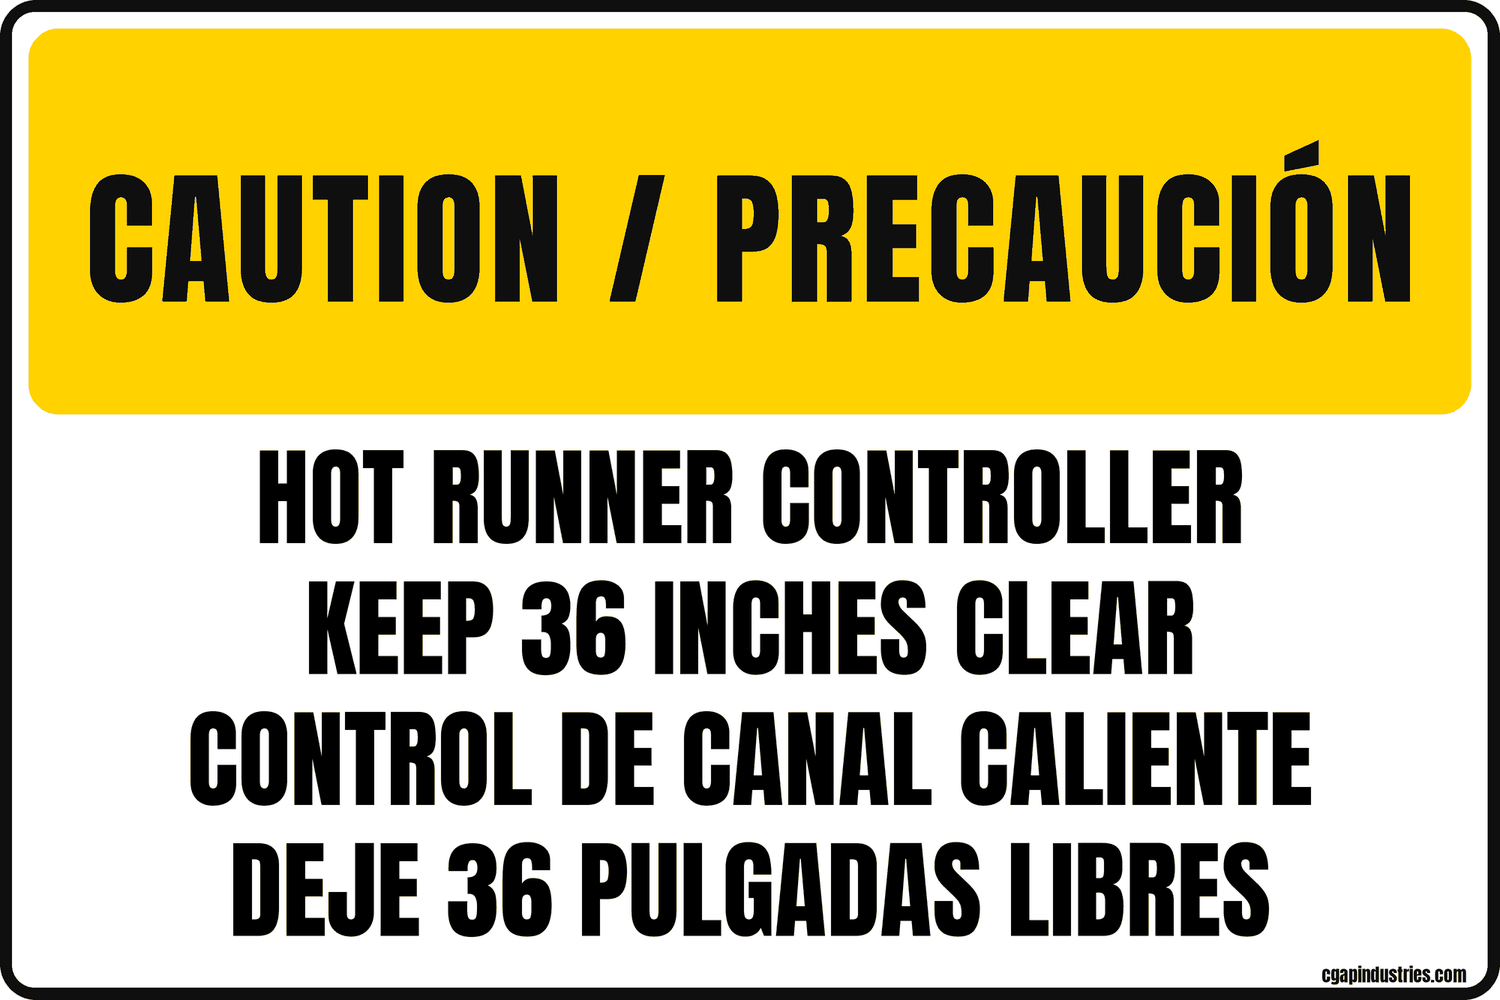 CAUTION / PRECAUCIÓN
HOT RUNNER CONTROLLER
KEEP 36 INCHES CLEAR
CONTROL DE CANAL CALIENTE
DEJE 36 PULGADAS LIBRES
cgapindustries.com